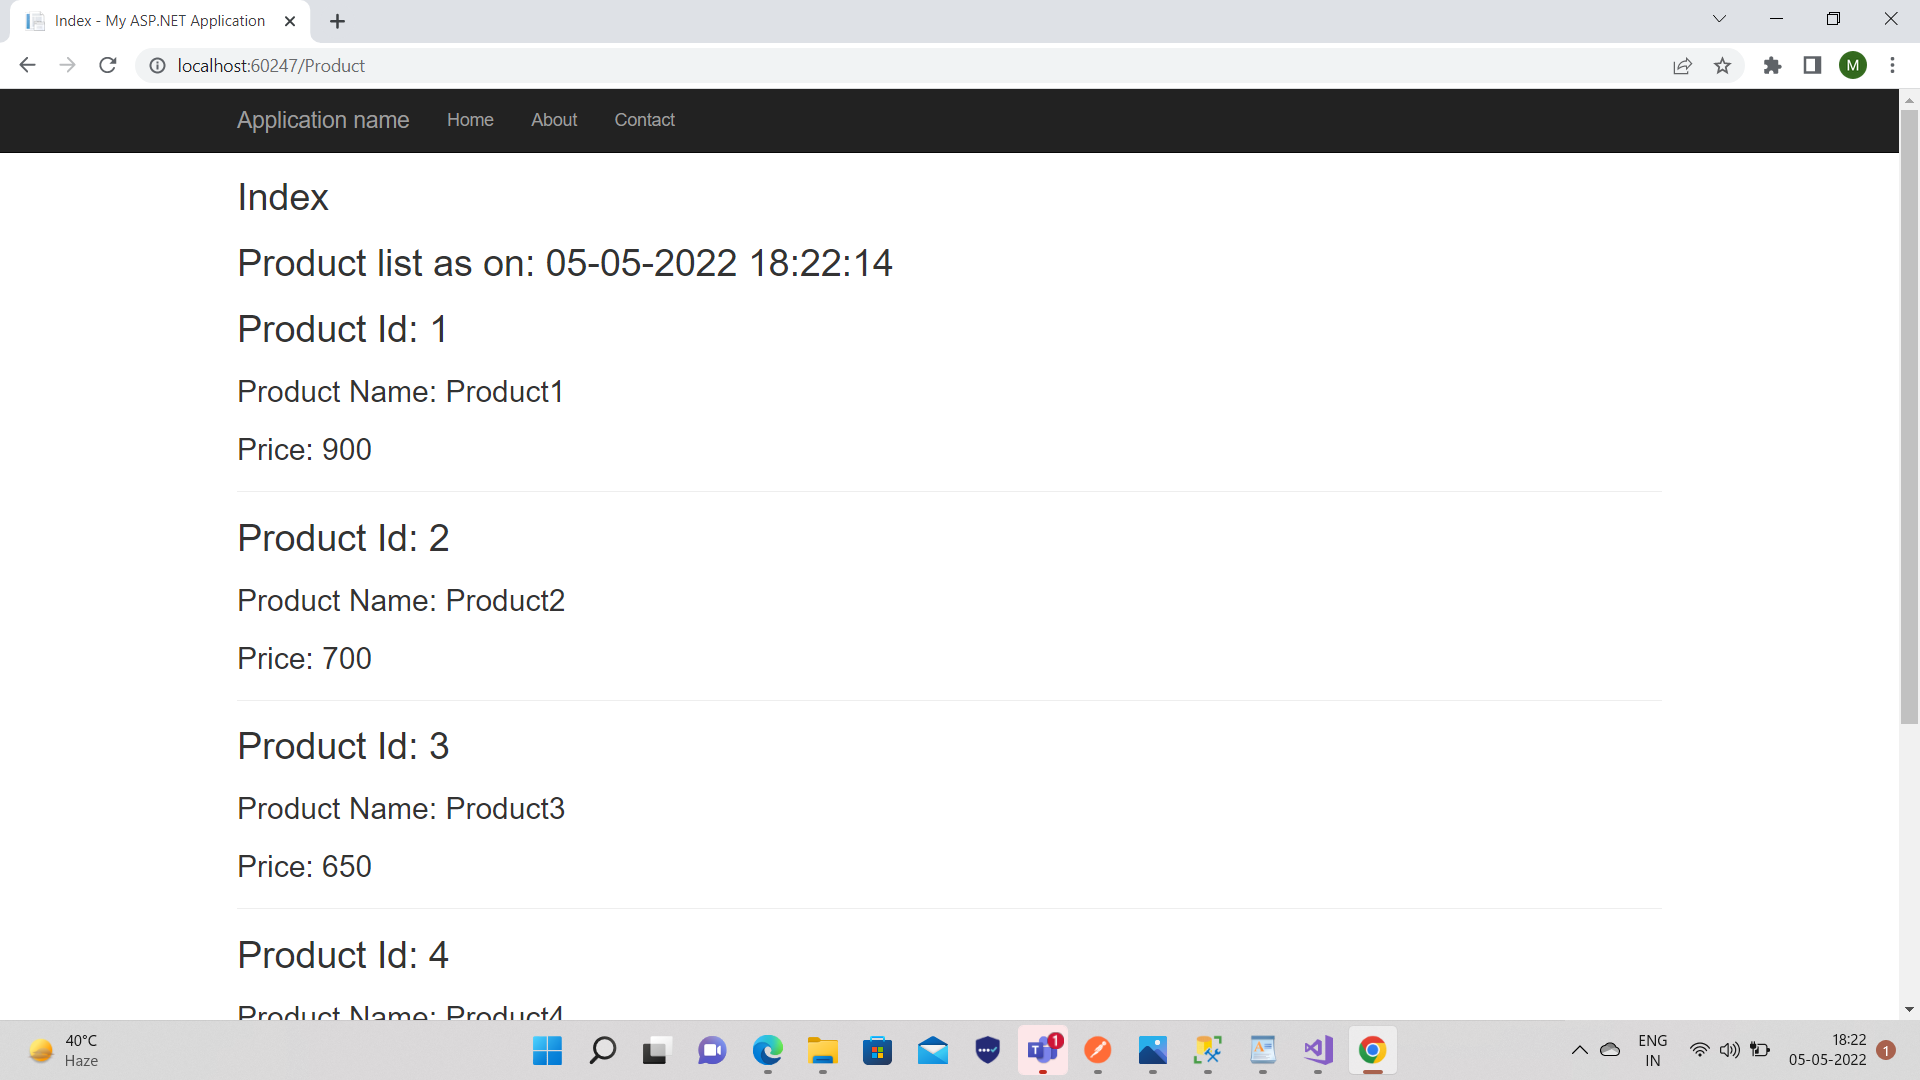 Index - My ASP.NET Application
localhost:60247/Product
M
Application name Home About Contact
Index
Product list as on: 05-05-2022 18:22:14
Product Id: 1
Product Name: Product1
Price: 900
Product Id: 2
Product Name: Product2
Price: 700
Product Id: 3
Product Name: Product3
Price: 650
Product Id: 4
Product Name: Product4
40°C
Haze
1
ENG
IN
18:22
05-05-2022
1